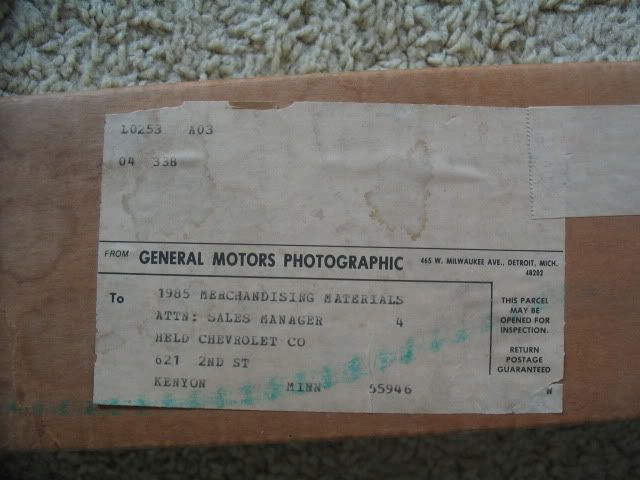 L0253 A03
04 338
FROM GENERAL MOTORS PHOTOGRAPHIC 465 W. MILWAUKEE AVE., DETROIT, MICH. 48202
To
1985 MERCHANDISING MATERIALS
ATTN: SALES MANAGER 4
HELD CHEVROLET CO
621 2ND ST
KENYON MINN 55946
THIS PARCEL
MAY BE
OPENED FOR
INSPECTION.
RETURN
POSTAGE
GUARANTEED